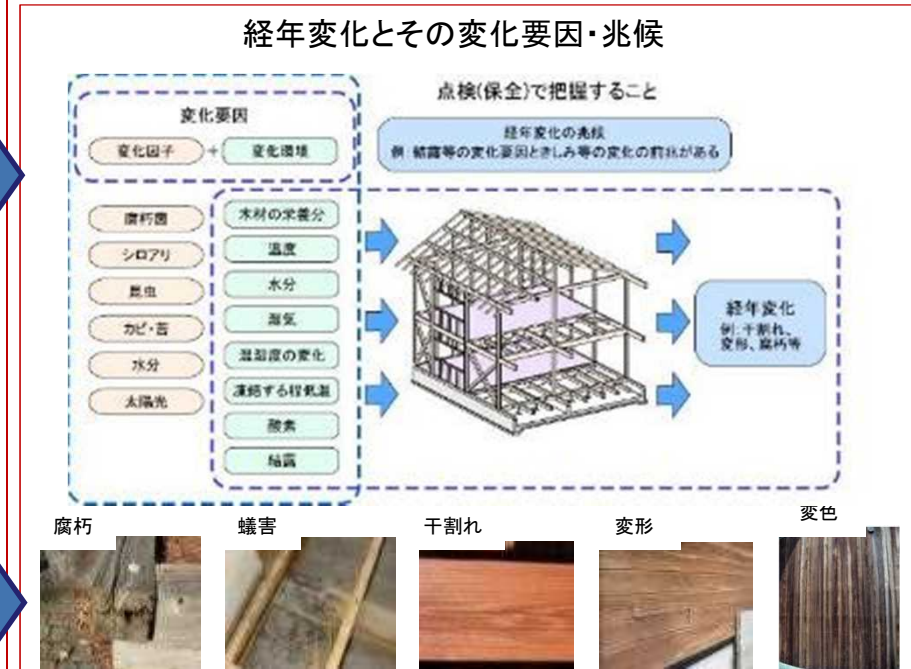 経年変化とその変化要因・兆候
点検(保全)で把握すること
変化要因
変化因子 + 変化環境
経年変化の兆候
例:結露等の変化要因ときしみ等の変化の前兆がある
腐朽菌
シロアリ
昆虫
カビ・苔
水分
太陽光
木材の栄養分
温度
水分
湿気
温湿度の変化
凍結する程低温
酸素
結露
経年変化
例:干割れ、
変形、腐朽等
腐朽
蟻害
干割れ
変形
変色